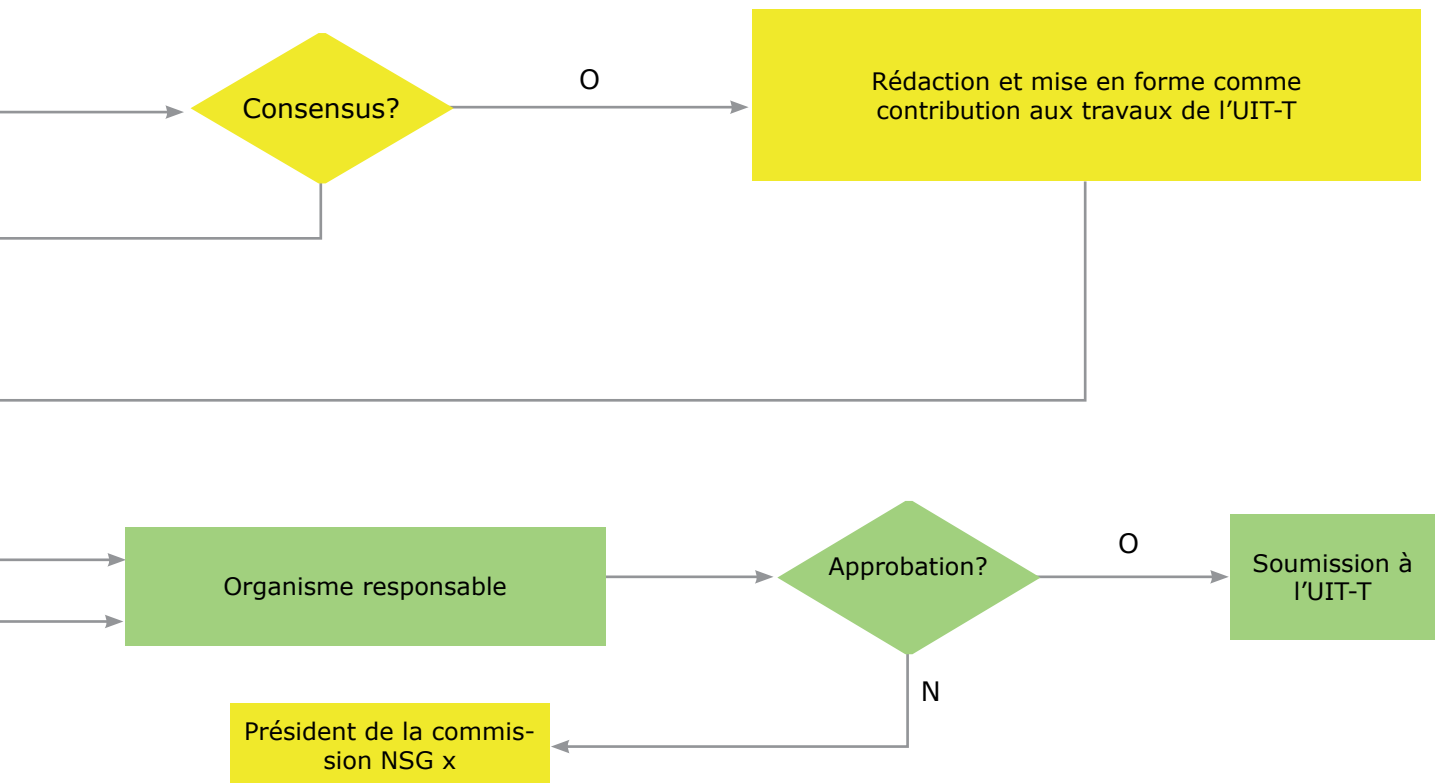 Consensus?
O
Rédaction et mise en forme comme
contribution aux travaux de l’UIT-T
Organisme responsable
Approbation?
O
Soumission à
l’UIT-T
N
Président de la commis-
sion NSG x